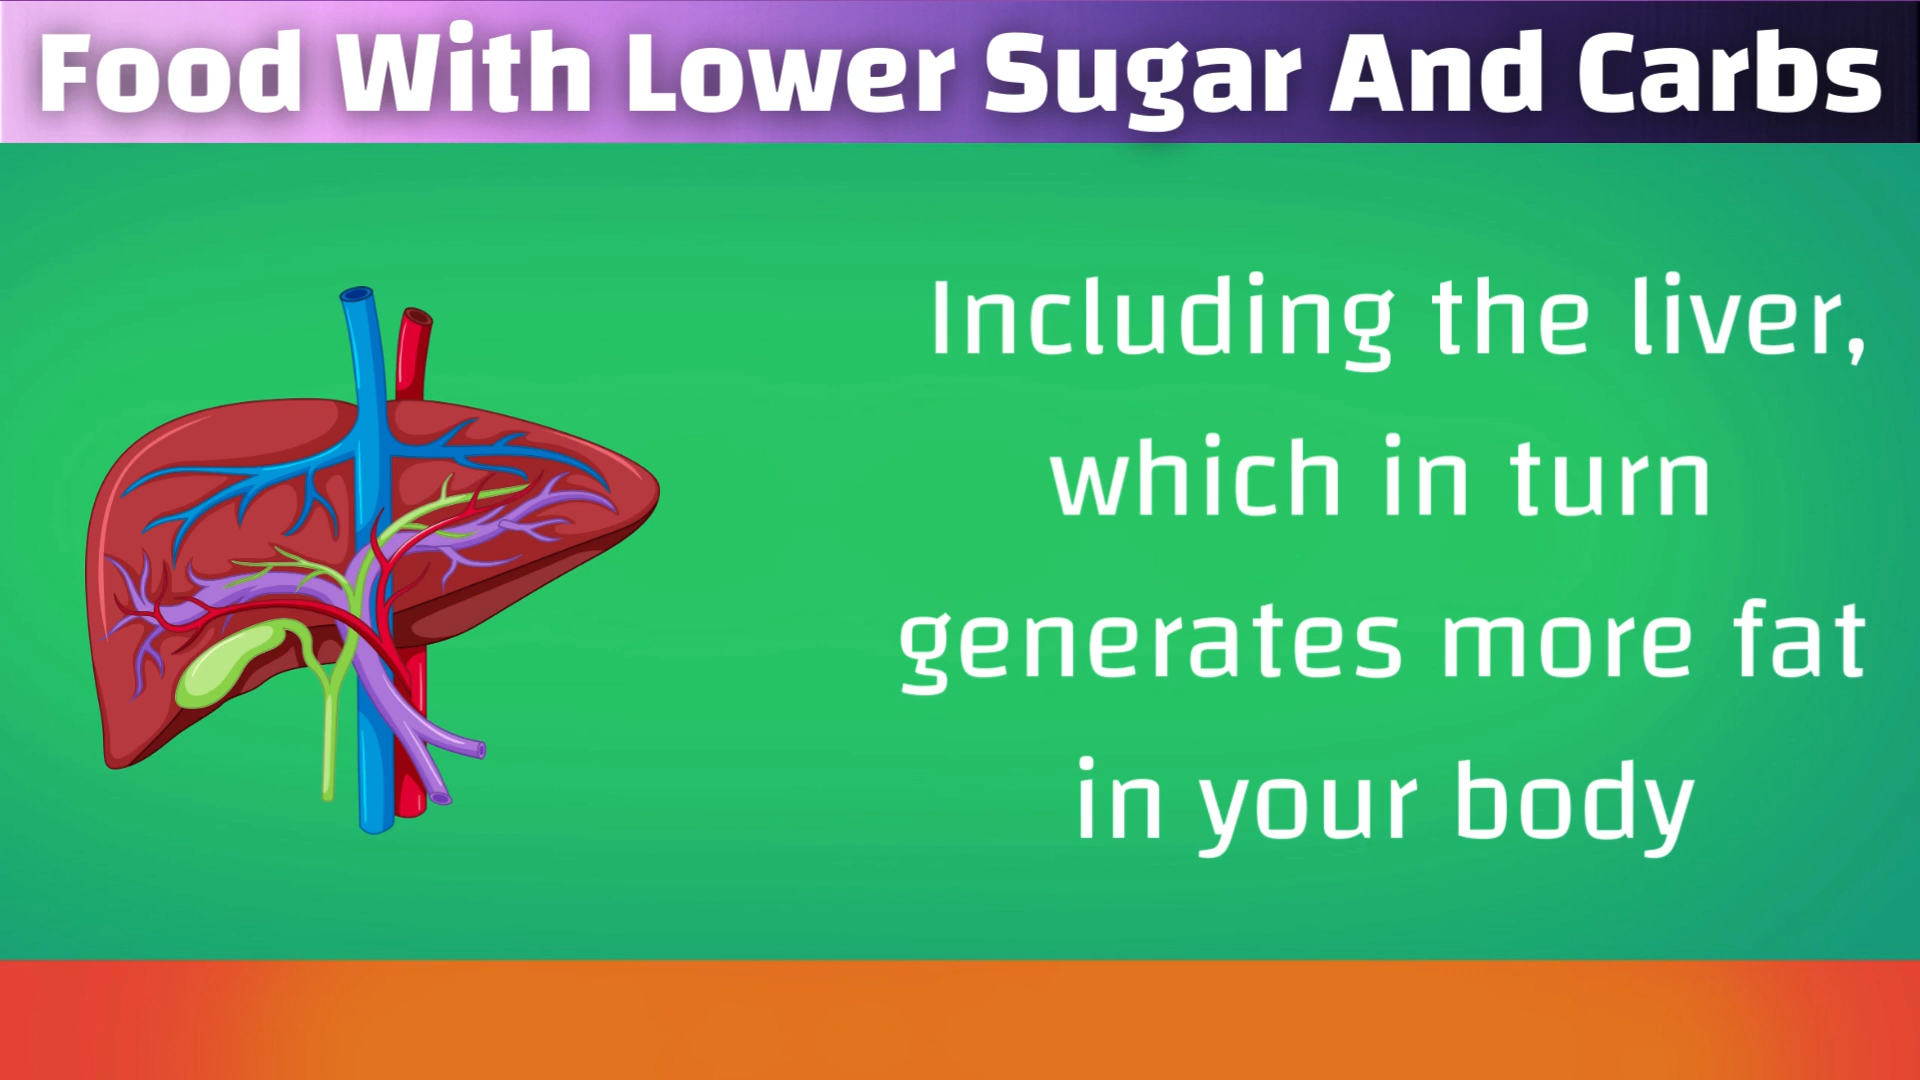 Food With Lower Sugar And Carbs
Including the liver,
which in turn
generates more fat
in your body